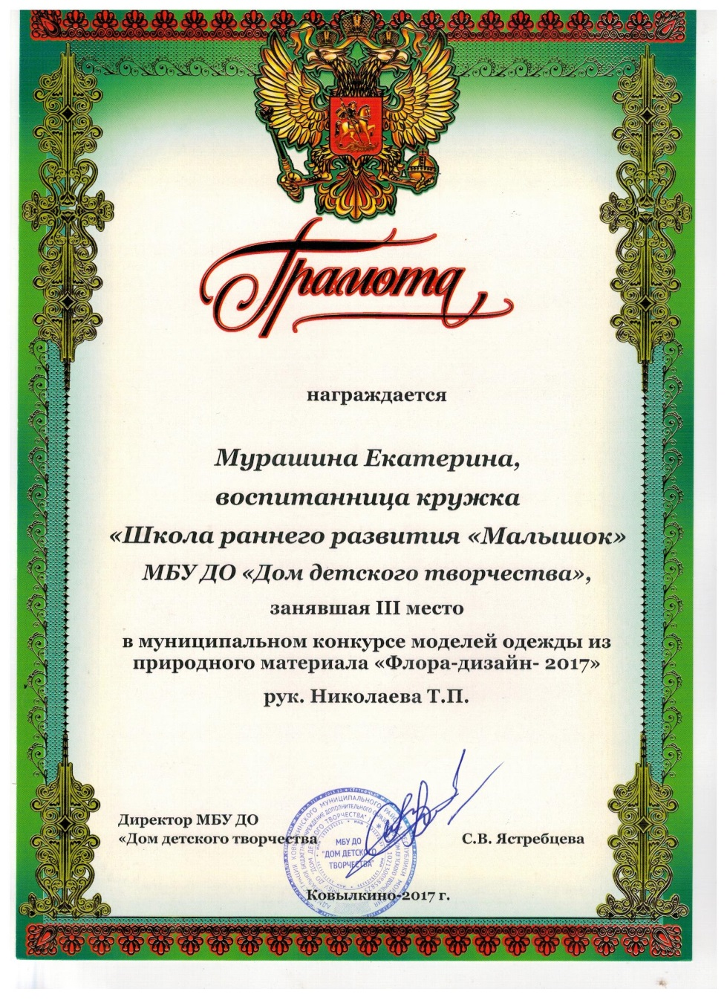 Грамота
награждается
Мурашина Екатерина,
воспитанница кружка
«Школа раннего развития «Малышок»
МБУ ДО «Дом детского творчества»,
занявшая III место
в муниципальном конкурсе моделей одежды из
природного материала «Флора-дизайн- 2017»
рук. Николаева Т.П.
Директор МБУ ДО
«Дом детского творчества
С.В. Ястребцева
МБУ ДО
"ДОМ ДЕТСКОГО
ТВОРЧЕСТВА"
Ковылкино-2017 г.